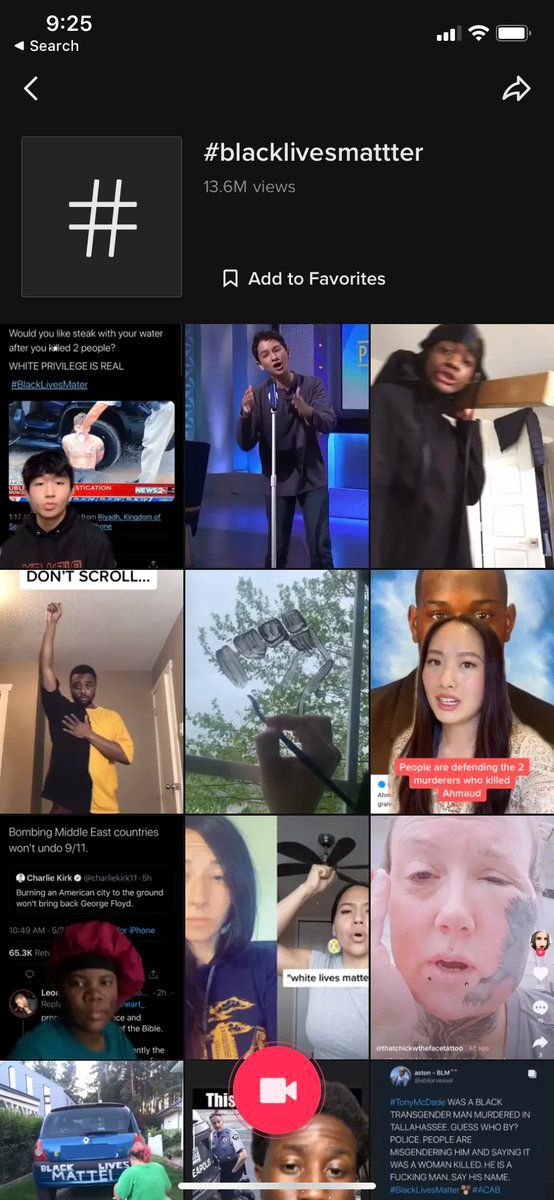 9:25
Search
#blacklivesmattter
13.6M views
Add to Favorites
Would you like steak with your water
after you killed 2 people?
WHITE PRIVILEGE IS REAL
#BlackLivesMater
STIGATION
NEWS
from Riyadh, Kingdom of
DON'T SCROLL...
People are defending the 2
murderers who killed
Ahmaud
Bombing Middle East countries
won't undo 9/11.
Charlie Kirk @charliekirk11 · 5h
Burning an American city to the ground
won't bring back George Floyd.
10:49 AM
for iPhone
65.3K
Reply
of the Bible.
"white lives matte
@thatchickwthefacetattoo · 4d ago
BLACK LIVES
MATTER
This
aston - BLM
@abliorvessel
#TonyMcDade WAS A BLACK
TRANSGENDER MAN MURDERED IN
TALLAHASSEE. GUESS WHO BY?
POLICE. PEOPLE ARE
MISGENDERING HIM AND SAYING IT
WAS A WOMAN KILLED. HE IS A
FUCKING MAN. SAY HIS NAME.
#BlackLivesMatter #ACAB